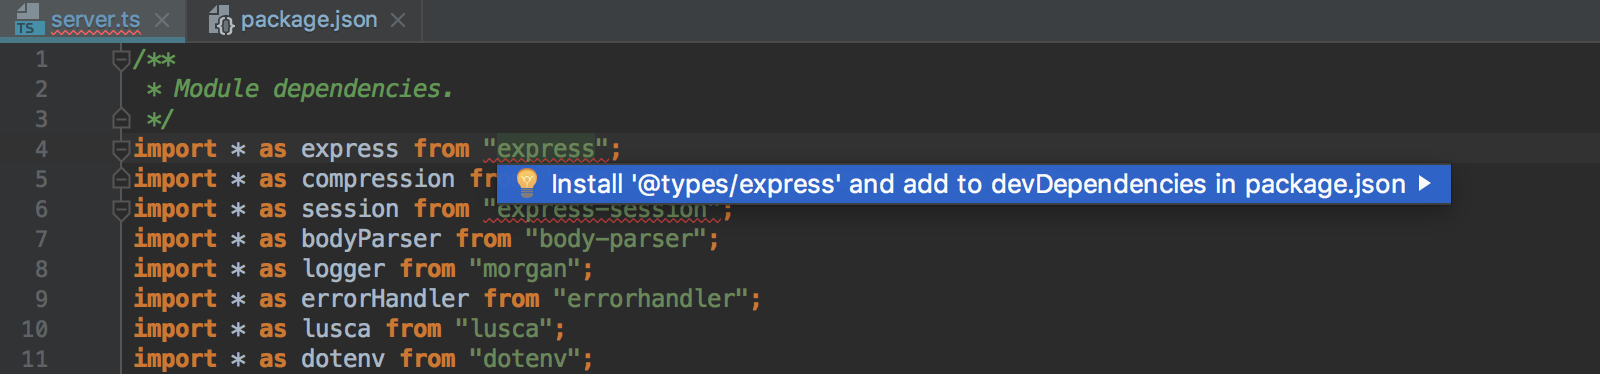 server.ts package.json
TS
1 /**
2 * Module dependencies.
3 */
4 import * as express from "express";
Install '@types/express' and add to devDependencies in package.json
5 import * as compression fr
6 import * as session from "express-session";
7 import * as bodyParser from "body-parser";
8 import * as logger from "morgan";
9 import * as errorHandler from "errorhandler";
10 import * as lusca from "lusca";
11 import * as dotenv from "dotenv";